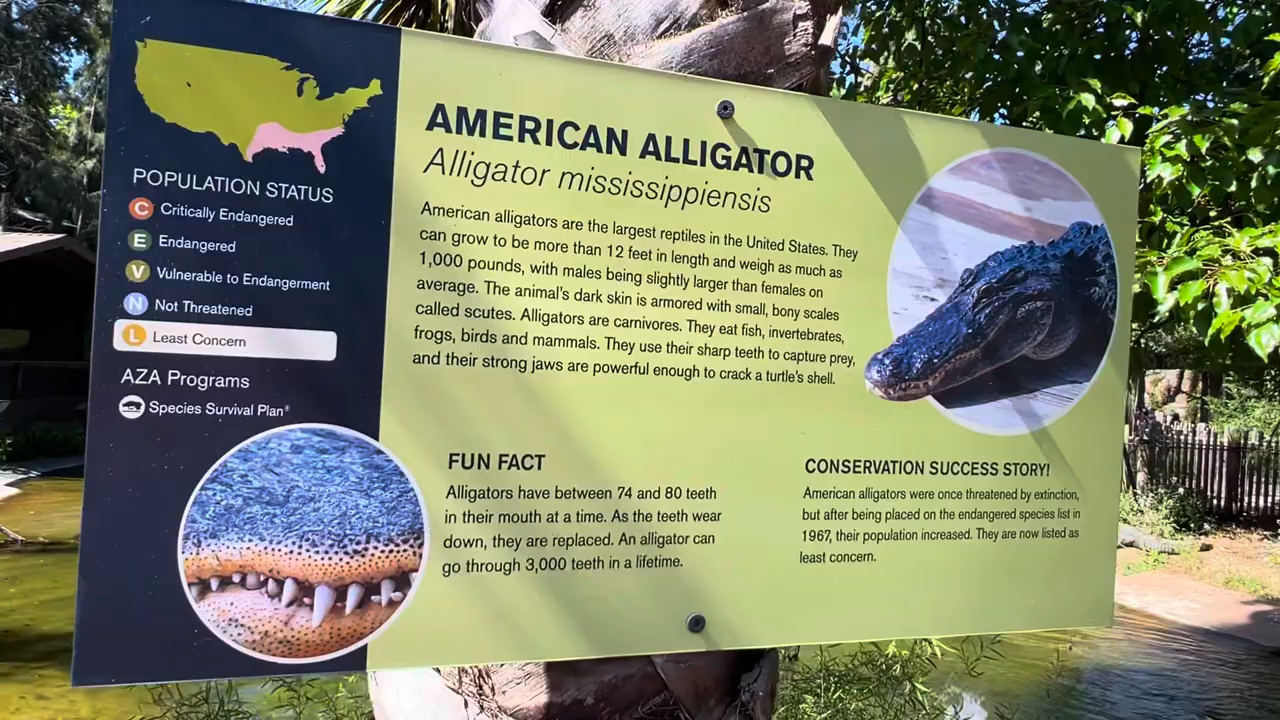 POPULATION STATUS
C Critically Endangered
E Endangered
V Vulnerable to Endangerment
N Not Threatened
L Least Concern
AZA Programs
Species Survival Plan®
AMERICAN ALLIGATOR
Alligator mississippiensis
American alligators are the largest reptiles in the United States. They
can grow to be more than 12 feet in length and weigh as much as
1,000 pounds, with males being slightly larger than females on
average. The animal's dark skin is armored with small, bony scales
called scutes. Alligators are carnivores. They eat fish, invertebrates,
frogs, birds and mammals. They use their sharp teeth to capture prey,
and their strong jaws are powerful enough to crack a turtle's shell.
FUN FACT
Alligators have between 74 and 80 teeth
in their mouth at a time. As the teeth wear
down, they are replaced. An alligator can
go through 3,000 teeth in a lifetime.
CONSERVATION SUCCESS STORY!
American alligators were once threatened by extinction,
but after being placed on the endangered species list in
1967, their population increased. They are now listed as
least concern.